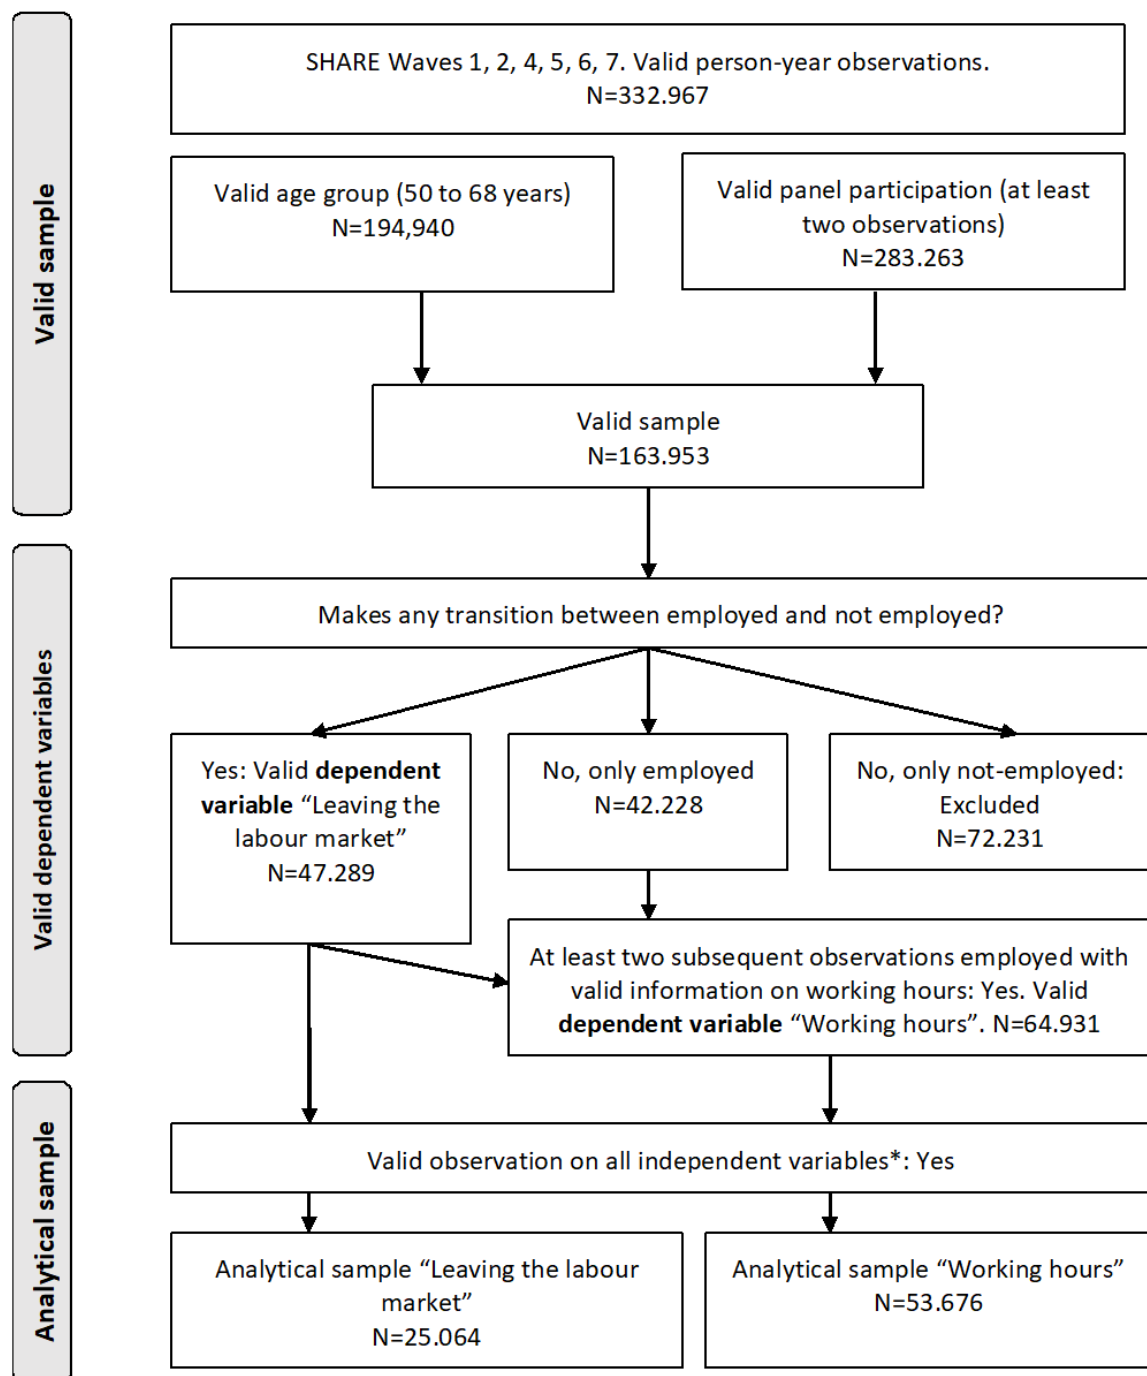 Valid sample
SHARE Waves 1, 2, 4, 5, 6, 7. Valid person-year observations.
N=332.967
Valid age group (50 to 68 years)
N=194,940
Valid panel participation (at least
two observations)
N=283.263
Valid sample
N=163.953
Valid dependent variables
Makes any transition between employed and not employed?
Yes: Valid dependent
variable “Leaving the
labour market”
N=47.289
No, only employed
N=42.228
No, only not-employed:
Excluded
N=72.231
At least two subsequent observations employed with
valid information on working hours: Yes. Valid
dependent variable “Working hours”. N=64.931
Analytical sample
Valid observation on all independent variables*: Yes
Analytical sample “Leaving the labour
market”
N=25.064
Analytical sample “Working hours”
N=53.676